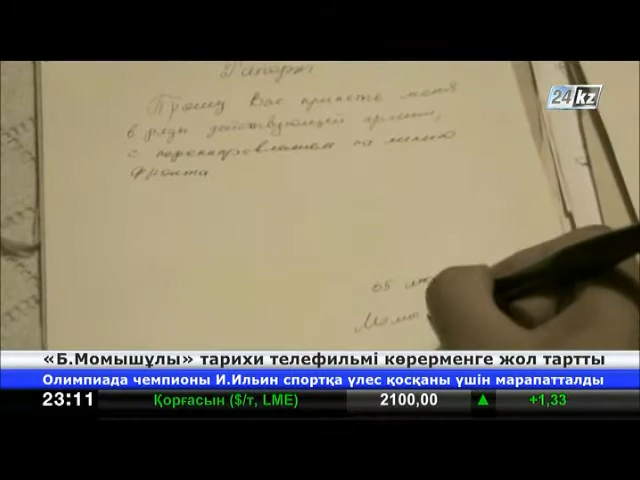 Рапорт
Прошу Вас принять меня
в ряды действующей армии,
с командированием на линию
фронта
05
24kz
«Б.Момышұлы» тарихи телефильмі көрерменге жол тартты
Олимпиада чемпионы И.Ильин спортқа үлес қосқаны үшін марапатталды
23:11 Қорғасын ($/т, LME) 2100,00 ▲ +1,33